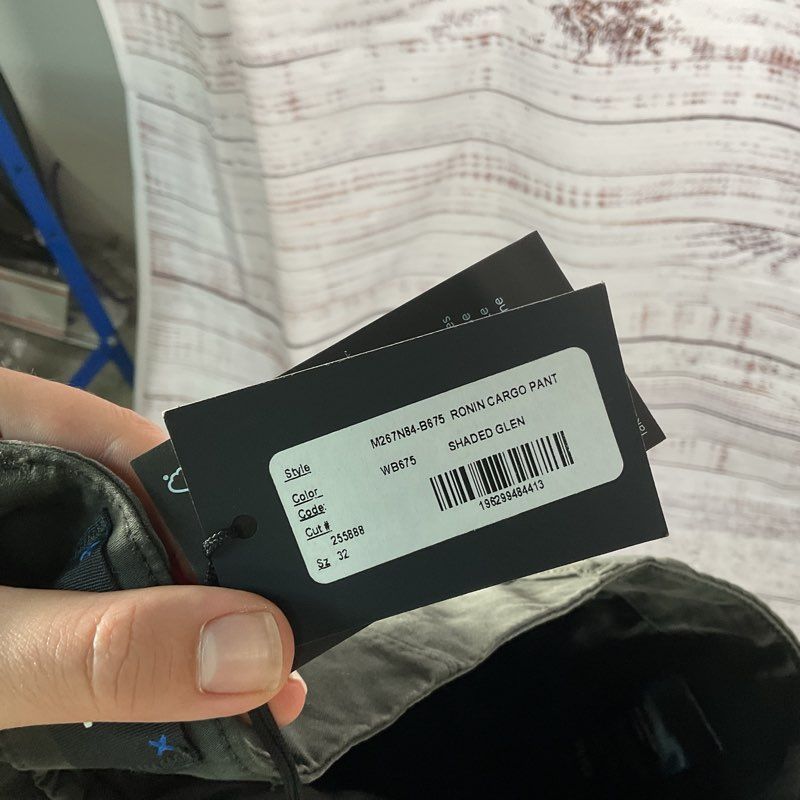 Style M267N84-B675 RONIN CARGO PANT
Color Code: WB675 SHADED GLEN
Cut # 255888
Sz 32
196299484413